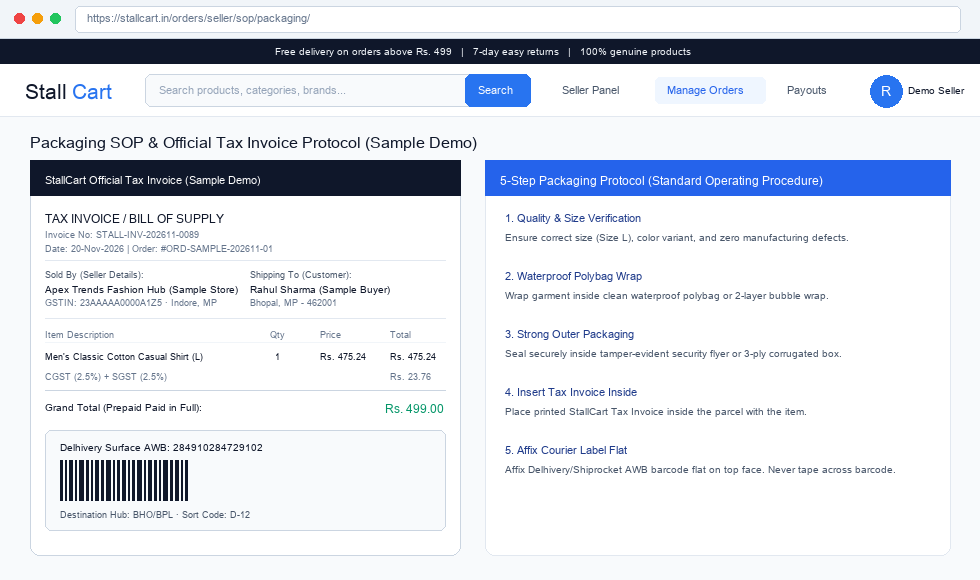 https://stallcart.in/orders/seller/sop/packaging/
Free delivery on orders above Rs. 499 | 7-day easy returns | 100% genuine products
Stall Cart
Search products, categories, brands...
Search
Seller Panel
Manage Orders
Payouts
R
Demo Seller
Packaging SOP & Official Tax Invoice Protocol (Sample Demo)
StallCart Official Tax Invoice (Sample Demo)
TAX INVOICE / BILL OF SUPPLY
Invoice No: STALL-INV-202611-0089
Date: 20-Nov-2026 | Order: #ORD-SAMPLE-202611-01
Sold By (Seller Details): Shipping To (Customer):
Apex Trends Fashion Hub (Sample Store) Rahul Sharma (Sample Buyer)
GSTIN: 23AAAAA0000A1Z5 · Indore, MP Bhopal, MP - 462001
Item Description Qty Price Total
Men's Classic Cotton Casual Shirt (L) 1 Rs. 475.24 Rs. 475.24
CGST (2.5%) + SGST (2.5%) Rs. 23.76
Grand Total (Prepaid Paid in Full): Rs. 499.00
Delhivery Surface AWB: 284910284729102
Destination Hub: BHO/BPL · Sort Code: D-12
5-Step Packaging Protocol (Standard Operating Procedure)
1. Quality & Size Verification
Ensure correct size (Size L), color variant, and zero manufacturing defects.
2. Waterproof Polybag Wrap
Wrap garment inside clean waterproof polybag or 2-layer bubble wrap.
3. Strong Outer Packaging
Seal securely inside tamper-evident security flyer or 3-ply corrugated box.
4. Insert Tax Invoice Inside
Place printed StallCart Tax Invoice inside the parcel with the item.
5. Affix Courier Label Flat
Affix Delhivery/Shiprocket AWB barcode flat on top face. Never tape across barcode.